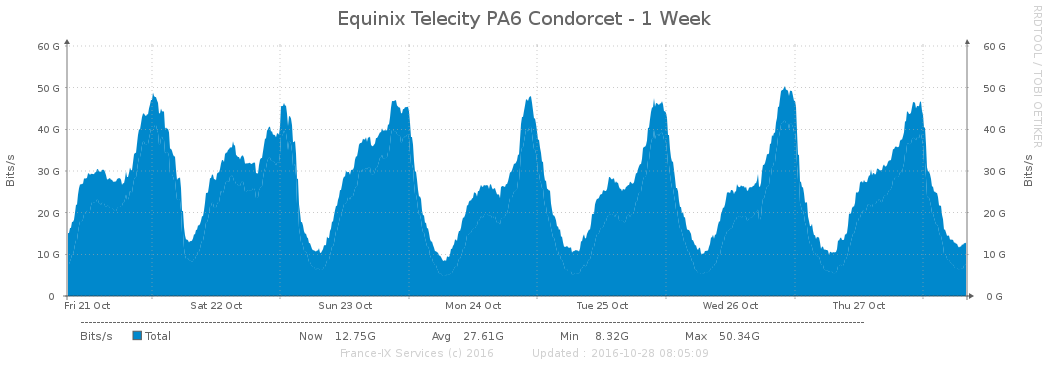 Equinix Telecity PA6 Condorcet - 1 Week
RRDTOOL / TOBI OETIKER
Bits/s
Bits/s
60 G 60 G
50 G 50 G
40 G 40 G
30 G 30 G
20 G 20 G
10 G 10 G
0 0 G
Fri 21 Oct Sat 22 Oct Sun 23 Oct Mon 24 Oct Tue 25 Oct Wed 26 Oct Thu 27 Oct
Bits/s Total Now 12.75G Avg 27.61G Min 8.32G Max 50.34G
France-IX Services (c) 2016 Updated : 2016-10-28 08:05:09